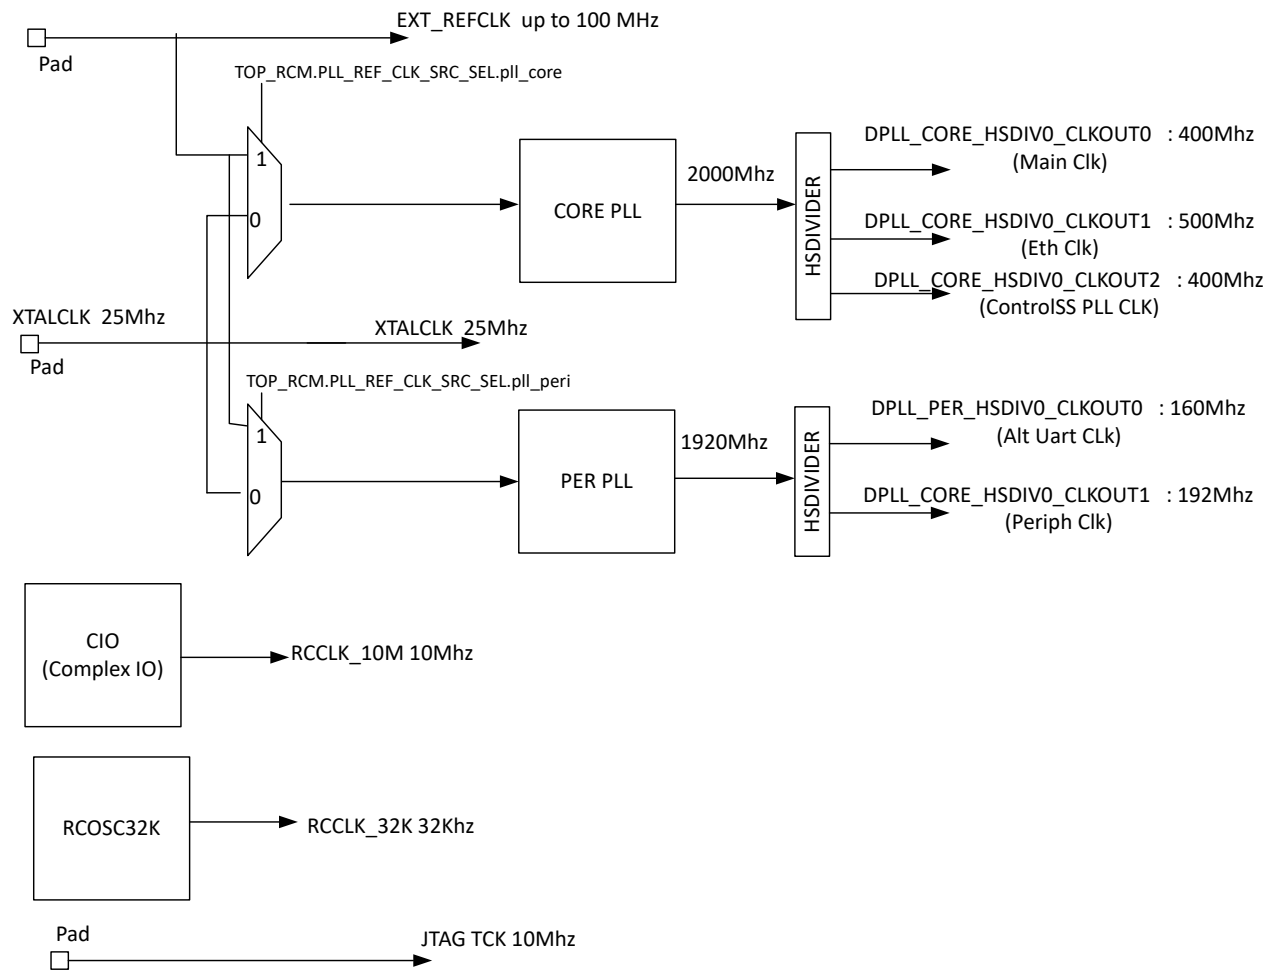 EXT_REFCLK up to 100 MHz
Pad
TOP_RCM.PLL_REF_CLK_SRC_SEL.pll_core
1
0
CORE PLL
2000Mhz
HSDIVIDER
DPLL_CORE_HSDIV0_CLKOUT0 : 400Mhz
(Main Clk)
DPLL_CORE_HSDIV0_CLKOUT1 : 500Mhz
(Eth Clk)
DPLL_CORE_HSDIV0_CLKOUT2 : 400Mhz
(ControlSS PLL CLK)
XTALCLK 25Mhz
Pad
XTALCLK 25Mhz
TOP_RCM.PLL_REF_CLK_SRC_SEL.pll_peri
1
0
PER PLL
1920Mhz
HSDIVIDER
DPLL_PER_HSDIV0_CLKOUT0 : 160Mhz
(Alt Uart CLk)
DPLL_CORE_HSDIV0_CLKOUT1 : 192Mhz
(Periph Clk)
CIO
(Complex IO)
RCCLK_10M 10Mhz
RCOSC32K
RCCLK_32K 32Khz
Pad
JTAG TCK 10Mhz